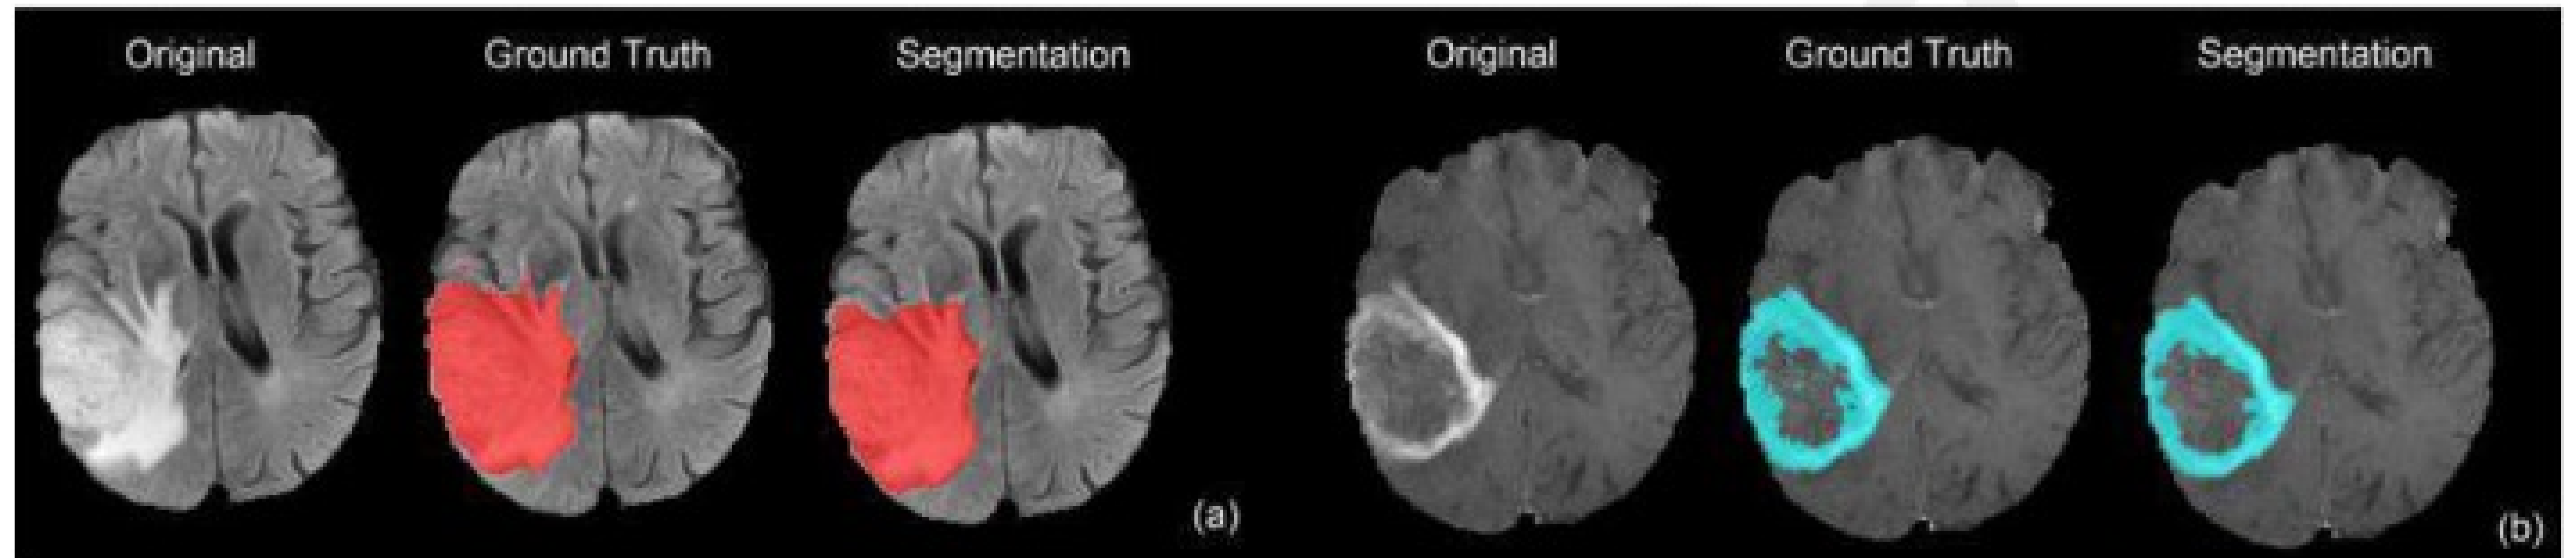 Original Ground Truth Segmentation Original Ground Truth Segmentation
(a) (b)